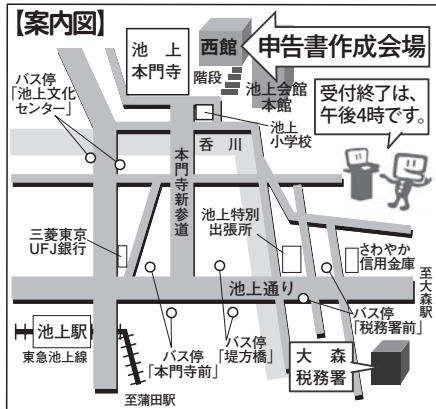 【案内図】
池上
本門寺
西館
申告書作成会場
階段
池上会館
本館
バス停
「池上文化
センター」
受付終了は、
午後4時です。
池上
小学校
呑川
本門寺新参道
三菱東京
UFJ銀行
池上特別
出張所
さわやか
信用金庫
至大森駅
池上通り
池上駅
東急池上線
バス停
「本門寺前」
バス停
「堤方橋」
バス停
「税務署前」
大森
税務署
至蒲田駅